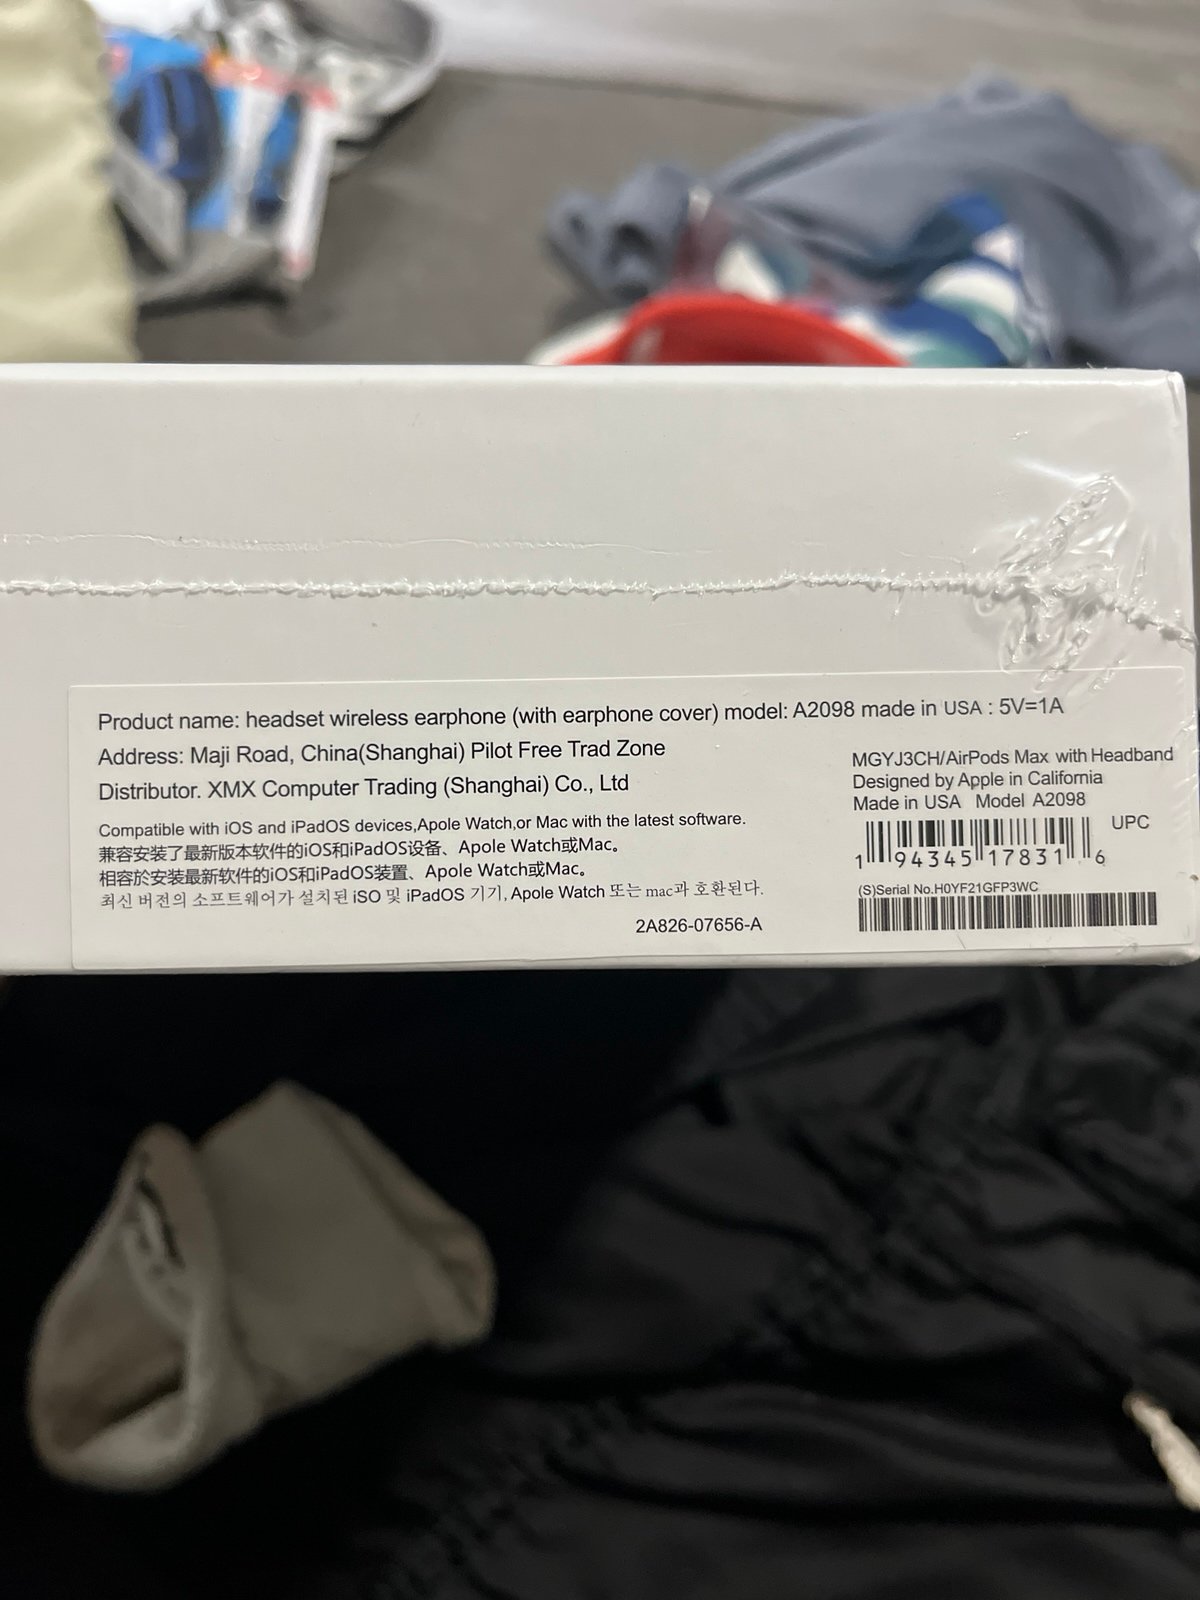 Product name: headset wireless earphone (with earphone cover) model: A2098 made in USA : 5V=1A
Address: Maji Road, China(Shanghai) Pilot Free Trad Zone
Distributor. XMX Computer Trading (Shanghai) Co., Ltd
Compatible with iOS and iPadOS devices,Apole Watch,or Mac with the latest software.
兼容安装了最新版本软件的iOS和iPadOS设备、Apole Watch或Mac。
相容於安装最新软件的iOS和iPadOS装置、Apole Watch或Mac。
최신 버전의 소프트웨어가 설치된 iSO 및 iPadOS 기기, Apole Watch 또는 mac과 호환된다.
2A826-07656-A
MGYJ3CH/AirPods Max with Headband
Designed by Apple in California
Made in USA Model A2098
UPC
1 94345 17831 6
(S)Serial No.H0YF21GFP3WC